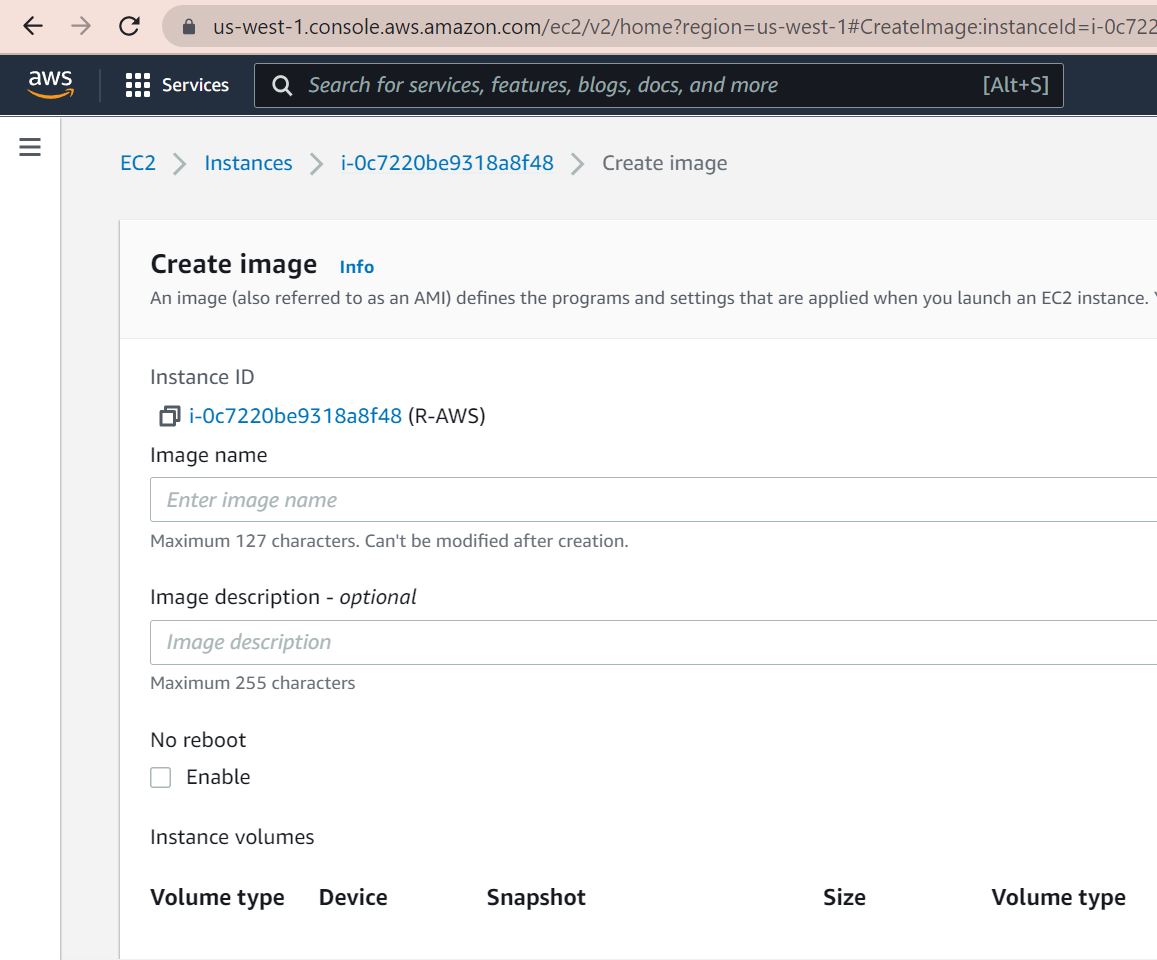 us-west-1.console.aws.amazon.com/ec2/v2/home?region=us-west-1#CreateImage:instanceId=i-0c722
aws Services Search for services, features, blogs, docs, and more [Alt+S]
EC2 Instances i-0c7220be9318a8f48 Create image
Create image Info
An image (also referred to as an AMI) defines the programs and settings that are applied when you launch an EC2 instance.
Instance ID
i-0c7220be9318a8f48 (R-AWS)
Image name
Enter image name
Maximum 127 characters. Can't be modified after creation.
Image description - optional
Image description
Maximum 255 characters
No reboot
Enable
Instance volumes
Volume type Device Snapshot Size Volume type